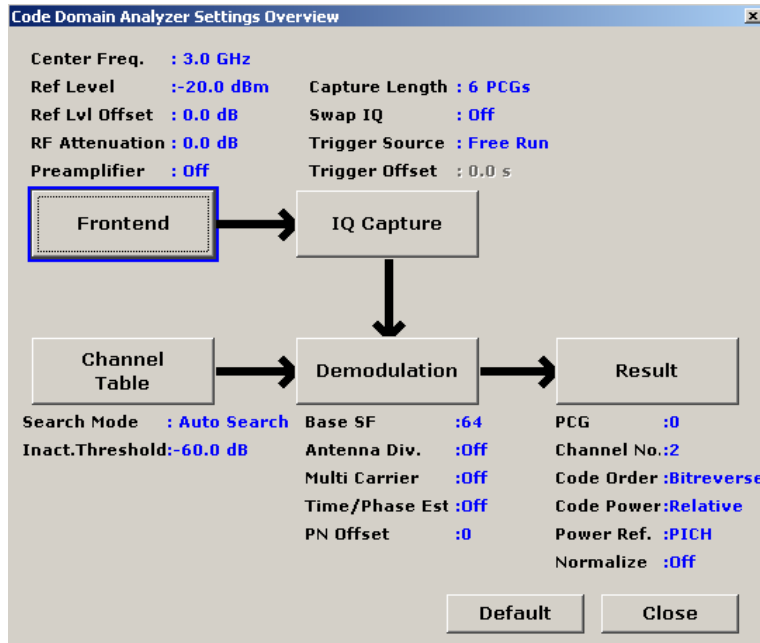 Code Domain Analyzer Settings Overview
Center Freq. : 3.0 GHz
Ref Level :-20.0 dBm
Ref Lvl Offset : 0.0 dB
RF Attenuation : 0.0 dB
Preamplifier : Off
Capture Length : 6 PCGs
Swap IQ : Off
Trigger Source : Free Run
Trigger Offset : 0.0 s
Frontend
IQ Capture
Channel
Table
Demodulation
Result
Search Mode : Auto Search
Inact.Threshold:-60.0 dB
Base SF :64
Antenna Div. :Off
Multi Carrier :Off
Time/Phase Est :Off
PN Offset :0
PCG :0
Channel No.:2
Code Order :Bitreverse
Code Power:Relative
Power Ref. :PICH
Normalize :Off
Default
Close